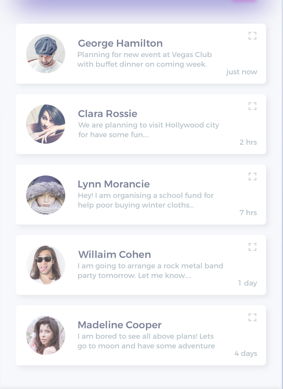 George Hamilton
Planning for new event at Vegas Club
with buffet dinner on coming week.
Just now
Clara Rossie
We are planning to visit Hollywood city
for have some fun...
2 hrs
Lynn Morancie
Hey! I am organising a school fund for
help poor buying winter cloths...
7 hrs
Willaim Cohen
I am going to arrange a rock metal band
party tomorrow. Let me know...
1 day
Madeline Cooper
I am bored to see all above plans! Lets
go to moon and have some adventure
4 days